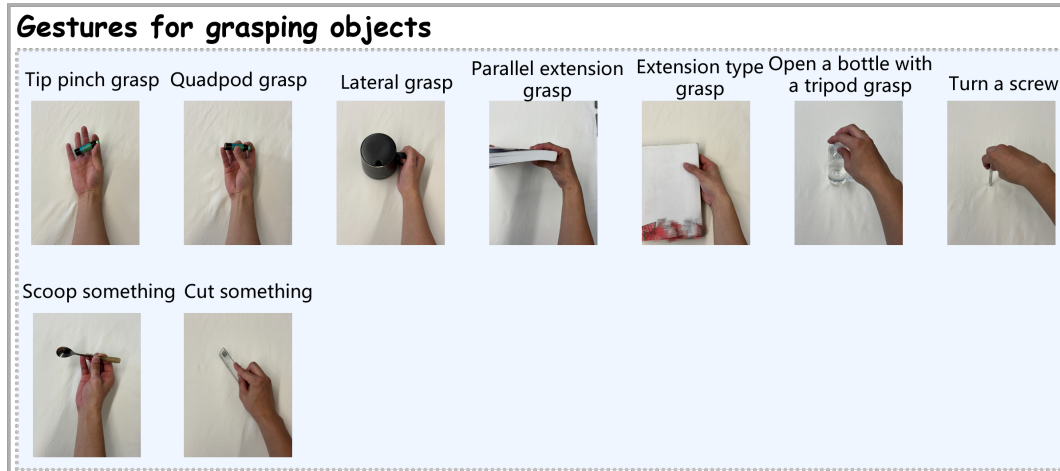 Gestures for grasping objects
Tip pinch grasp
Quadpod grasp
Lateral grasp
Parallel extension
grasp
Extension type
grasp
Open a bottle with
a tripod grasp
Turn a screw
Scoop something
Cut something